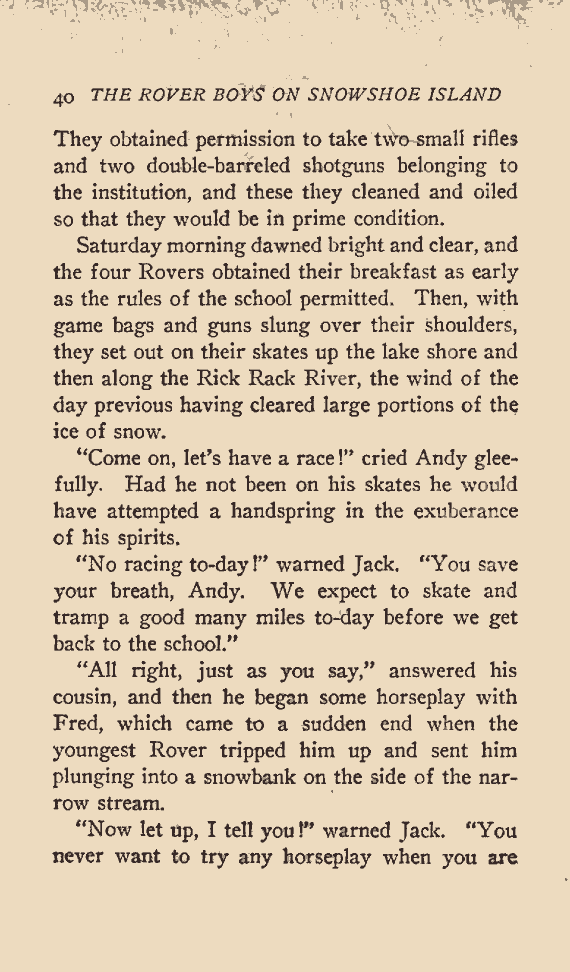 40 THE ROVER BOYS ON SNOWSHOE ISLAND
They obtained permission to take two small rifles
and two double-barreled shotguns belonging to
the institution, and these they cleaned and oiled
so that they would be in prime condition.
Saturday morning dawned bright and clear, and
the four Rovers obtained their breakfast as early
as the rules of the school permitted. Then, with
game bags and guns slung over their shoulders,
they set out on their skates up the lake shore and
then along the Rick Rack River, the wind of the
day previous having cleared large portions of the
ice of snow.
"Come on, let's have a race!" cried Andy glee-
fully. Had he not been on his skates he would
have attempted a handspring in the exuberance
of his spirits.
"No racing to-day!" warned Jack. "You save
your breath, Andy. We expect to skate and
tramp a good many miles to-day before we get
back to the school."
"All right, just as you say," answered his
cousin, and then he began some horseplay with
Fred, which came to a sudden end when the
youngest Rover tripped him up and sent him
plunging into a snowbank on the side of the nar-
row stream.
"Now let up, I tell you!" warned Jack. "You
never want to try any horseplay when you are